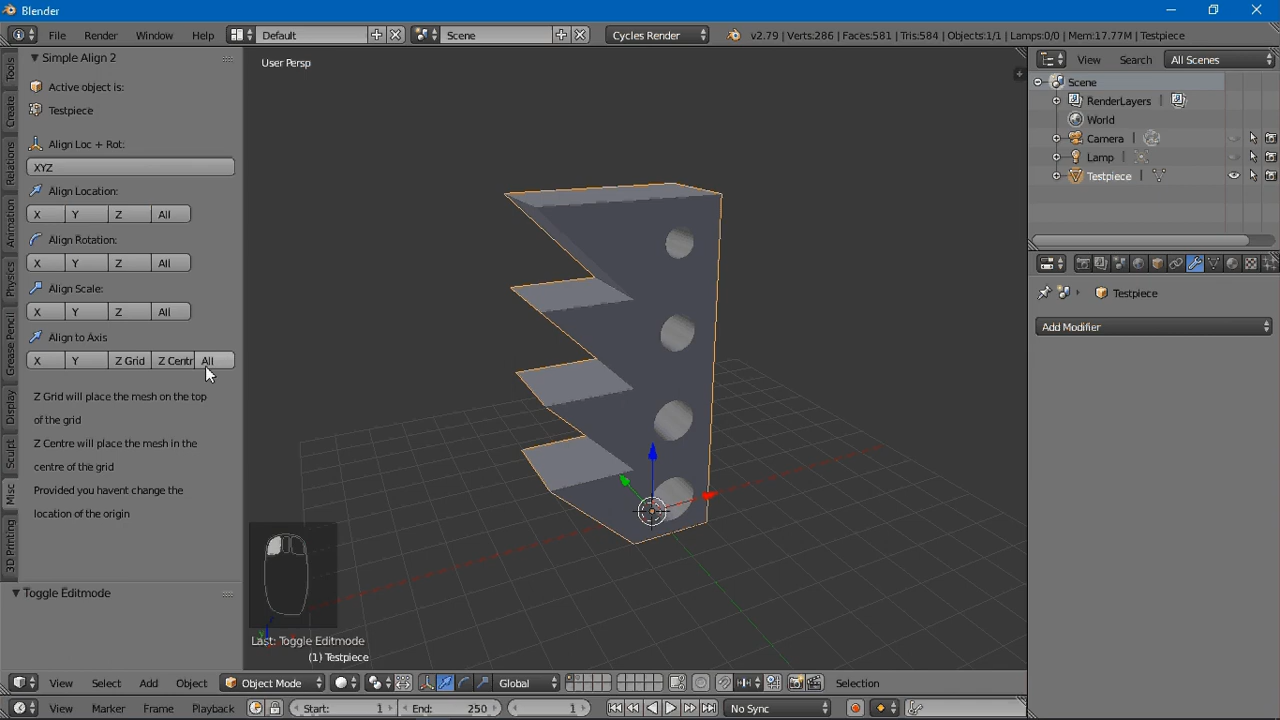 Blender
File Render Window Help Default Scene Cycles Render v2.79 | Verts:286 | Faces:581 | Tris:584 | Objects:1/1 | Lamps:0/0 | Mem:17.77M | Testpiece
Tools
Create
Relations
Animation
Physics
Grease Pencil
Display
Sculpt
Misc
3D Printing
Simple Align 2
Active object is:
Testpiece
Align Loc + Rot:
XYZ
Align Location:
X Y Z All
Align Rotation:
X Y Z All
Align Scale:
X Y Z All
Align to Axis
X Y Z Grid Z Centr All
Z Grid will place the mesh on the top
of the grid
Z Centre will place the mesh in the
centre of the grid
Provided you havent change the
location of the origin
Toggle Editmode
User Persp
Last: Toggle Editmode
(1) Testpiece
View Search All Scenes
Scene
RenderLayers
World
Camera
Lamp
Testpiece
Testpiece
Add Modifier
View Select Add Object Object Mode Global Selection
View Marker Frame Playback Start: 1 End: 250 1 No Sync